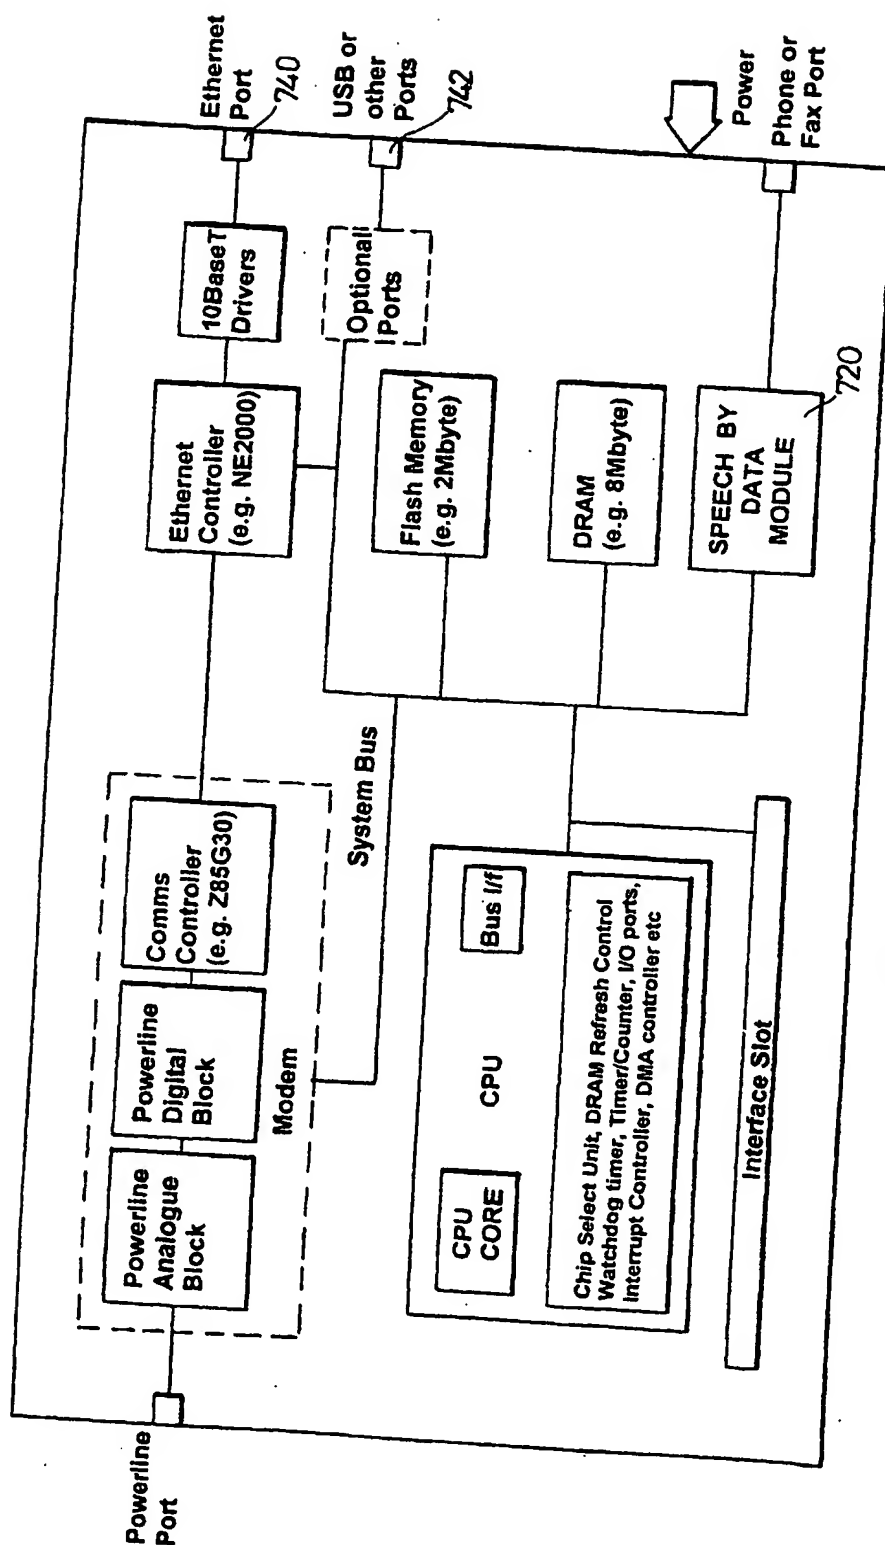 Powerline
Port
Powerline
Analogue
Block
Powerline
Digital
Block
Comms
Controller
(e.g. Z85G30)
Modem
Ethernet
Controller
(e.g. NE2000)
10BaseT
Drivers
Ethernet
Port
740
USB or
other
Ports
742
Optional
Ports
System Bus
Flash Memory
(e.g. 2Mbyte)
DRAM
(e.g. 8Mbyte)
SPEECH BY
DATA
MODULE
720
Power
Phone or
Fax Port
CPU
CORE
CPU
Bus I/f
Chip Select Unit, DRAM Refresh Control
Watchdog timer, Timer/Counter, I/O ports,
Interrupt Controller, DMA controller etc
Interface Slot